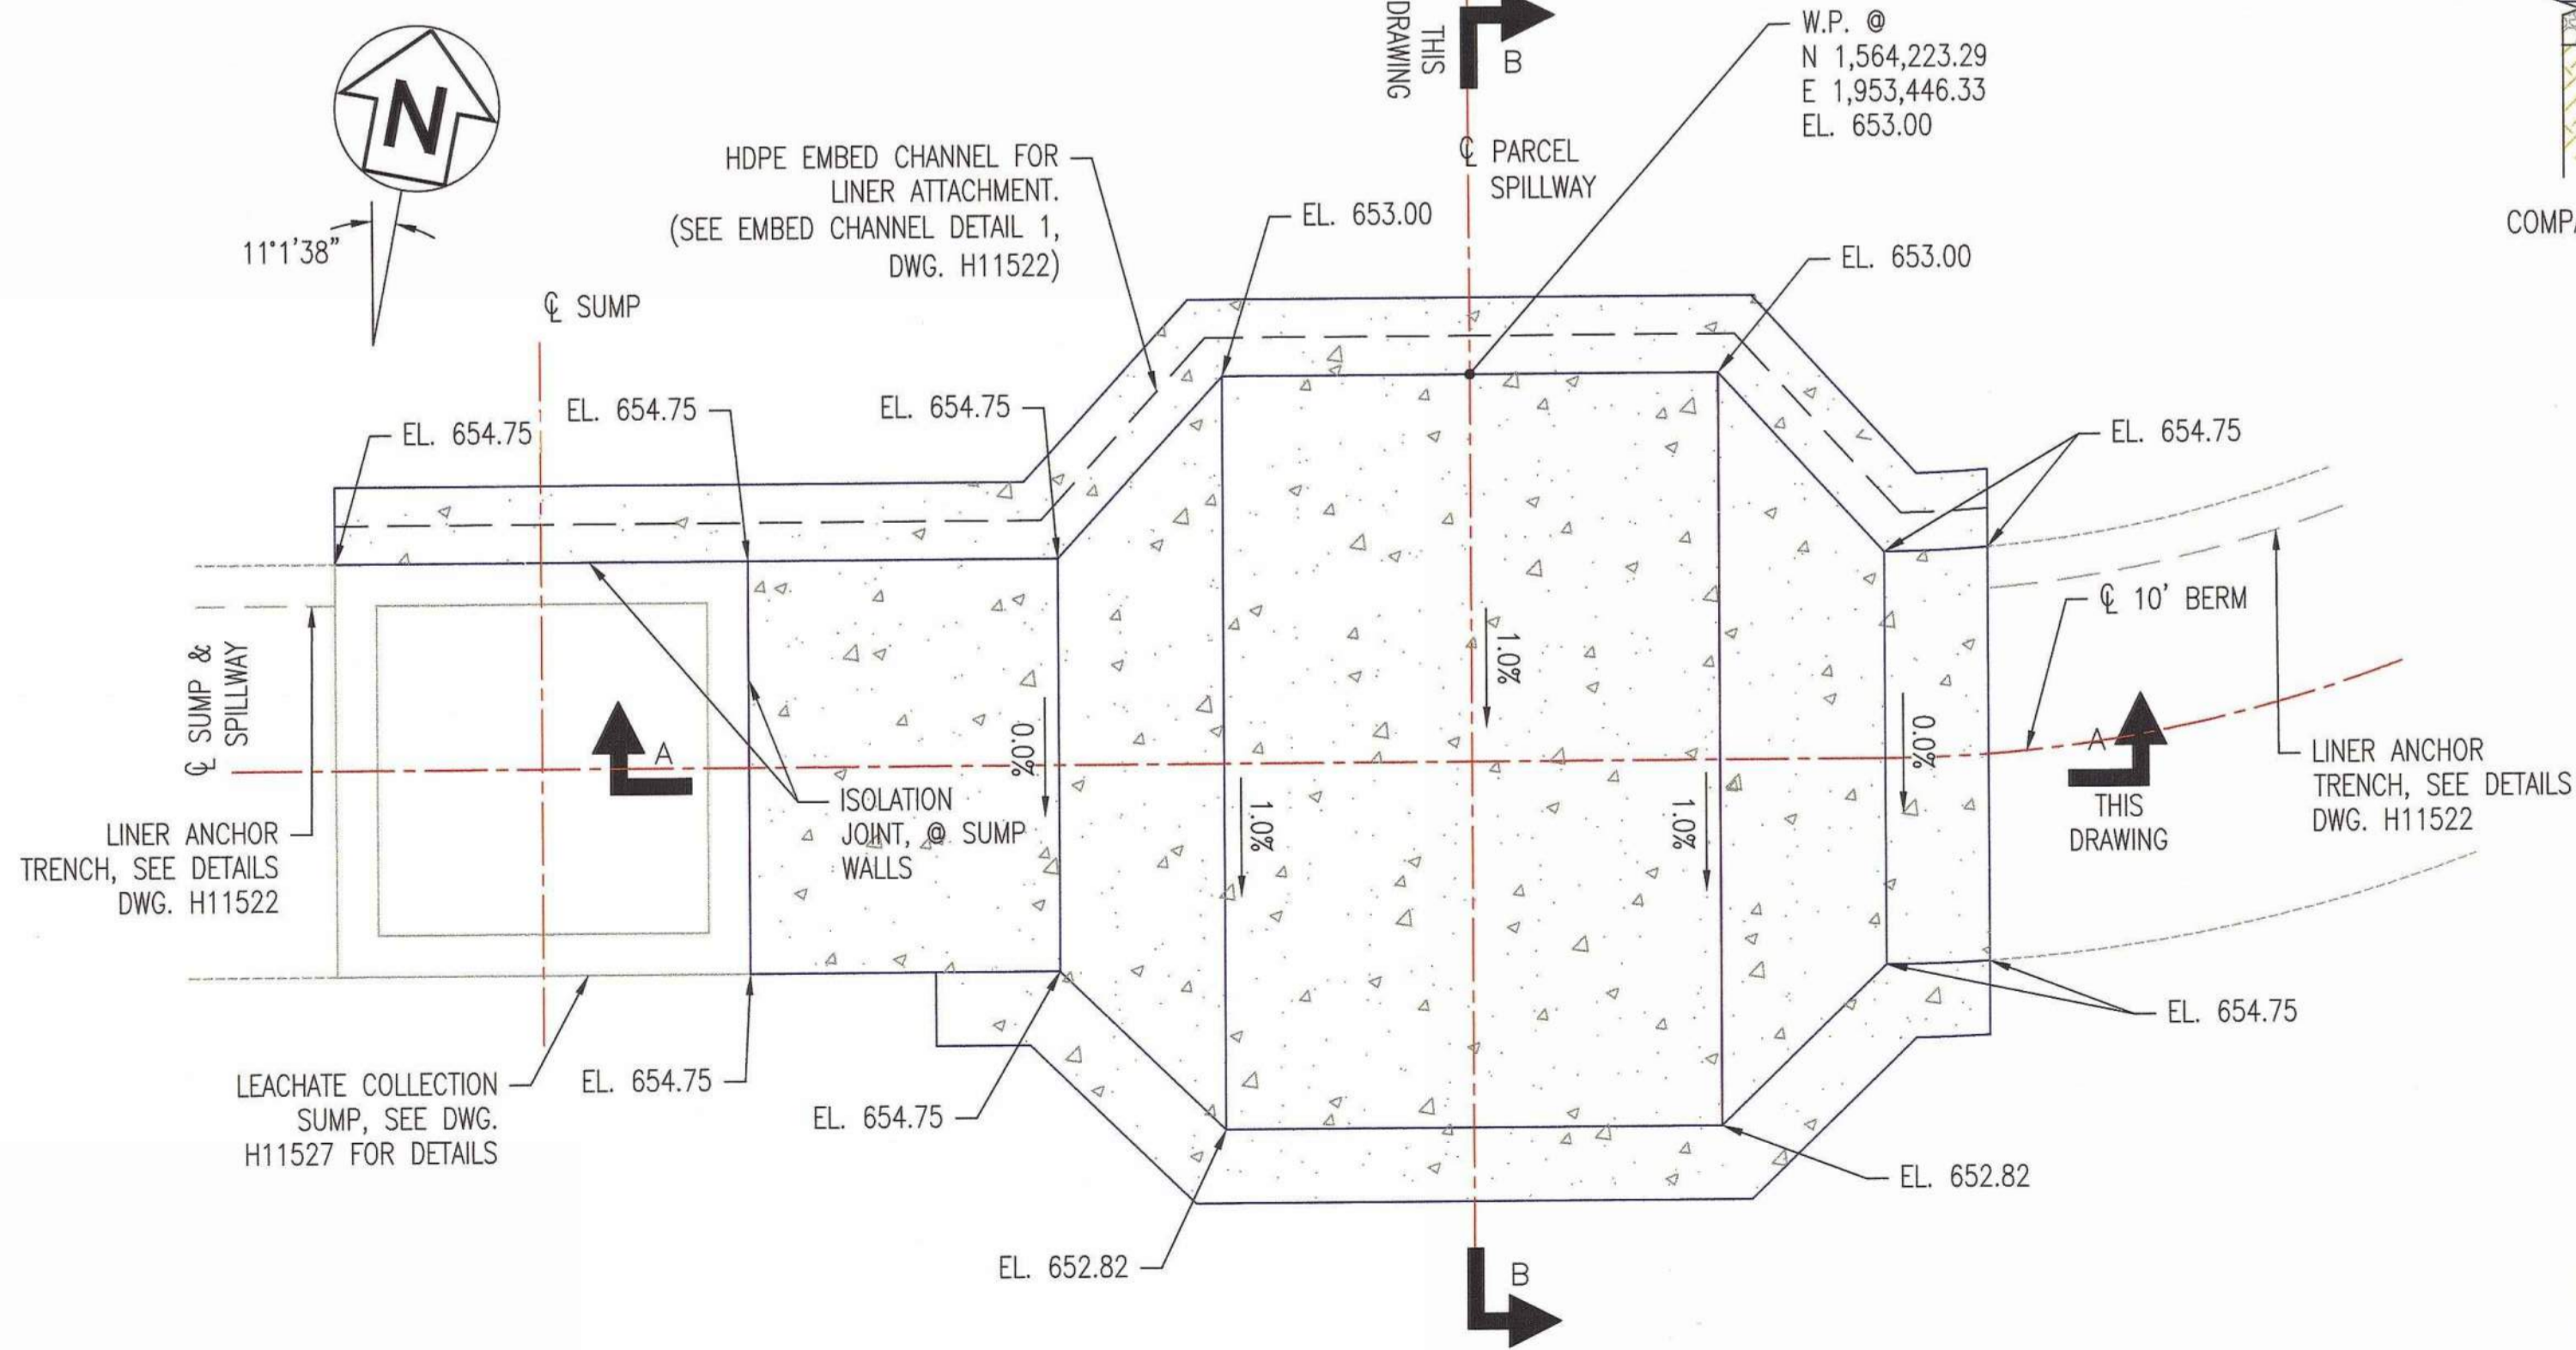 THIS
DRAWING
B
W.P. @
N 1,564,223.29
E 1,953,446.33
EL. 653.00
N
11°1'38"
HDPE EMBED CHANNEL FOR
LINER ATTACHMENT.
(SEE EMBED CHANNEL DETAIL 1,
DWG. H11522)
℄ PARCEL
SPILLWAY
EL. 653.00
EL. 653.00
℄ SUMP
EL. 654.75
EL. 654.75
EL. 654.75
EL. 654.75
℄ 10' BERM
℄ SUMP &
SPILLWAY
1.0%
0.0%
0.0%
A
A
THIS
DRAWING
LINER ANCHOR
TRENCH, SEE DETAILS
DWG. H11522
LINER ANCHOR
TRENCH, SEE DETAILS
DWG. H11522
ISOLATION
JOINT, @ SUMP
WALLS
1.0%
1.0%
EL. 654.75
LEACHATE COLLECTION
SUMP, SEE DWG.
H11527 FOR DETAILS
EL. 654.75
EL. 654.75
EL. 652.82
EL. 652.82
B